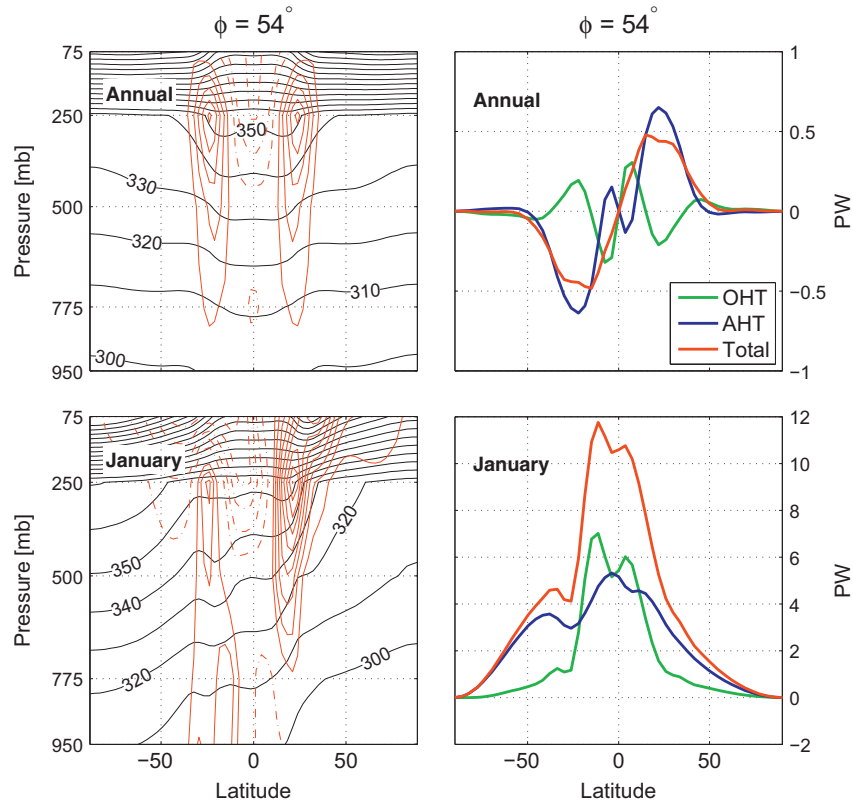 ϕ = 54°
ϕ = 54°
75
250
500
775
950
Pressure [mb]
Annual
350
330
320
310
300
Annual
1
0.5
0
−0.5
−1
PW
OHT
AHT
Total
75
250
500
775
950
Pressure [mb]
January
350
340
320
320
300
−50
0
50
Latitude
January
12
10
8
6
4
2
0
−2
PW
−50
0
50
Latitude